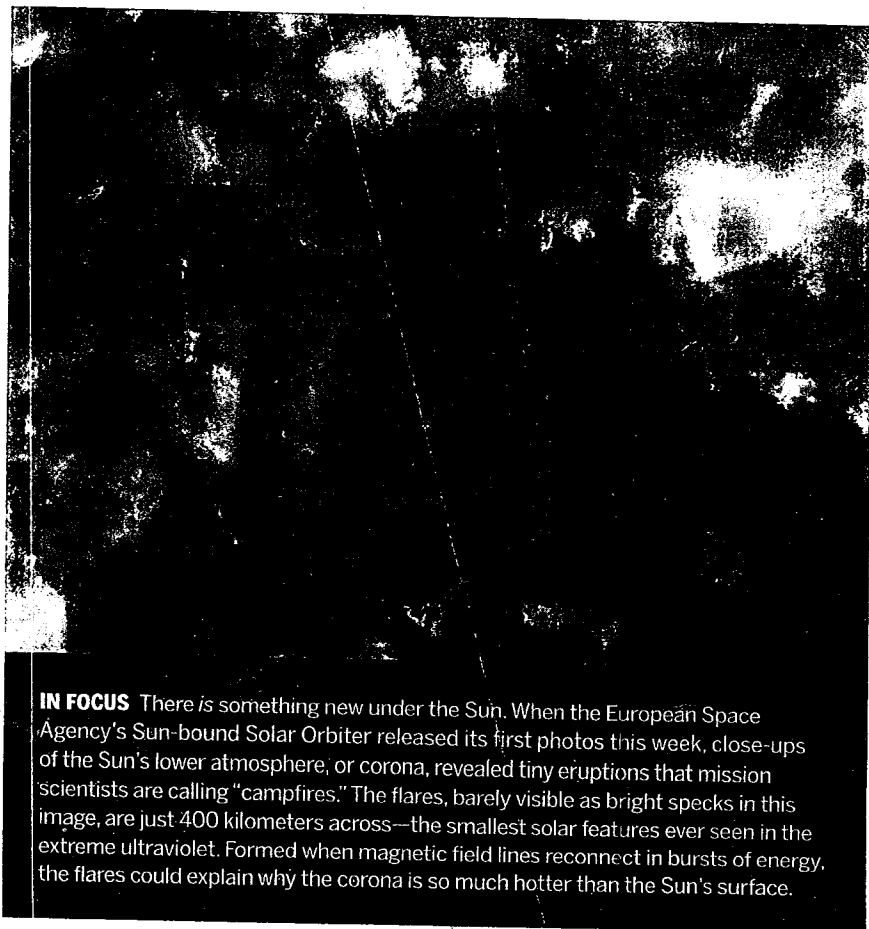 IN FOCUS There is something new under the Sun. When the European Space
Agency's Sun-bound Solar Orbiter released its first photos this week, close-ups
of the Sun's lower atmosphere, or corona, revealed tiny eruptions that mission
scientists are calling "campfires." The flares, barely visible as bright specks in this
image, are just 400 kilometers across—the smallest solar features ever seen in the
extreme ultraviolet. Formed when magnetic field lines reconnect in bursts of energy,
the flares could explain why the corona is so much hotter than the Sun's surface.